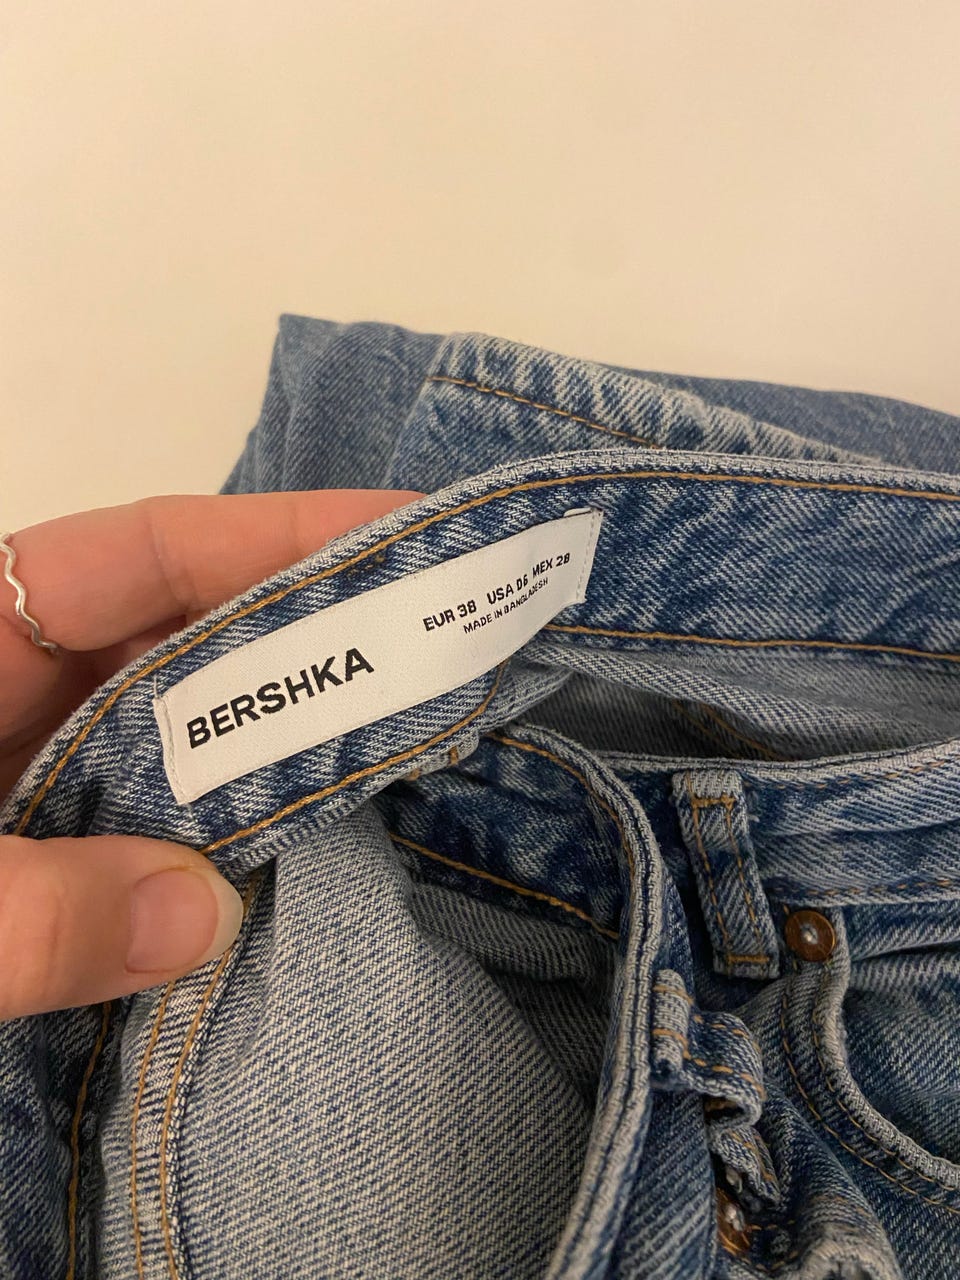 BERSHKA
EUR 38 USA 06 MEX 28
MADE IN BANGLADESH